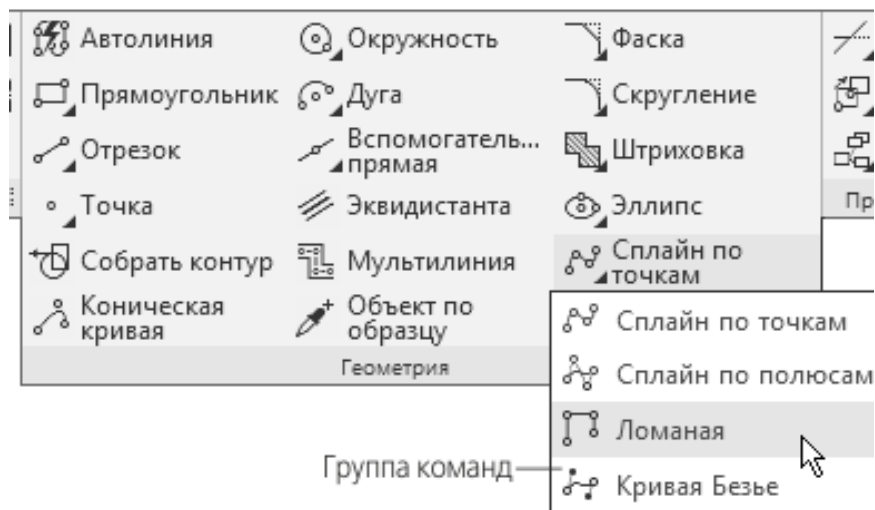 Автолиния
Окружность
Фаска
Прямоугольник
Дуга
Скругление
Отрезок
Вспомогатель...
прямая
Штриховка
Точка
Эквидистанта
Эллипс
Пр
Собрать контур
Мультилиния
Сплайн по
точкам
Коническая
кривая
Объект по
образцу
Геометрия
Сплайн по точкам
Сплайн по полюсам
Ломаная
Кривая Безье
Группа команд